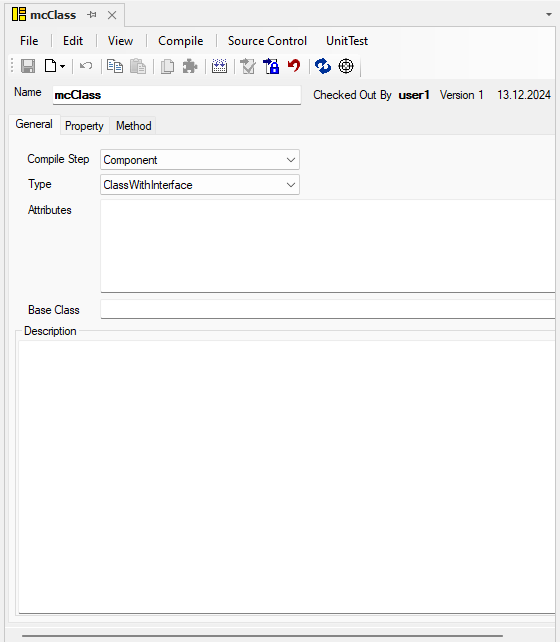 mcClass
File Edit View Compile Source Control UnitTest
Name mcClass Checked Out By user1 Version 1 13.12.2024
General Property Method
Compile Step Component
Type ClassWithInterface
Attributes
Base Class
Description